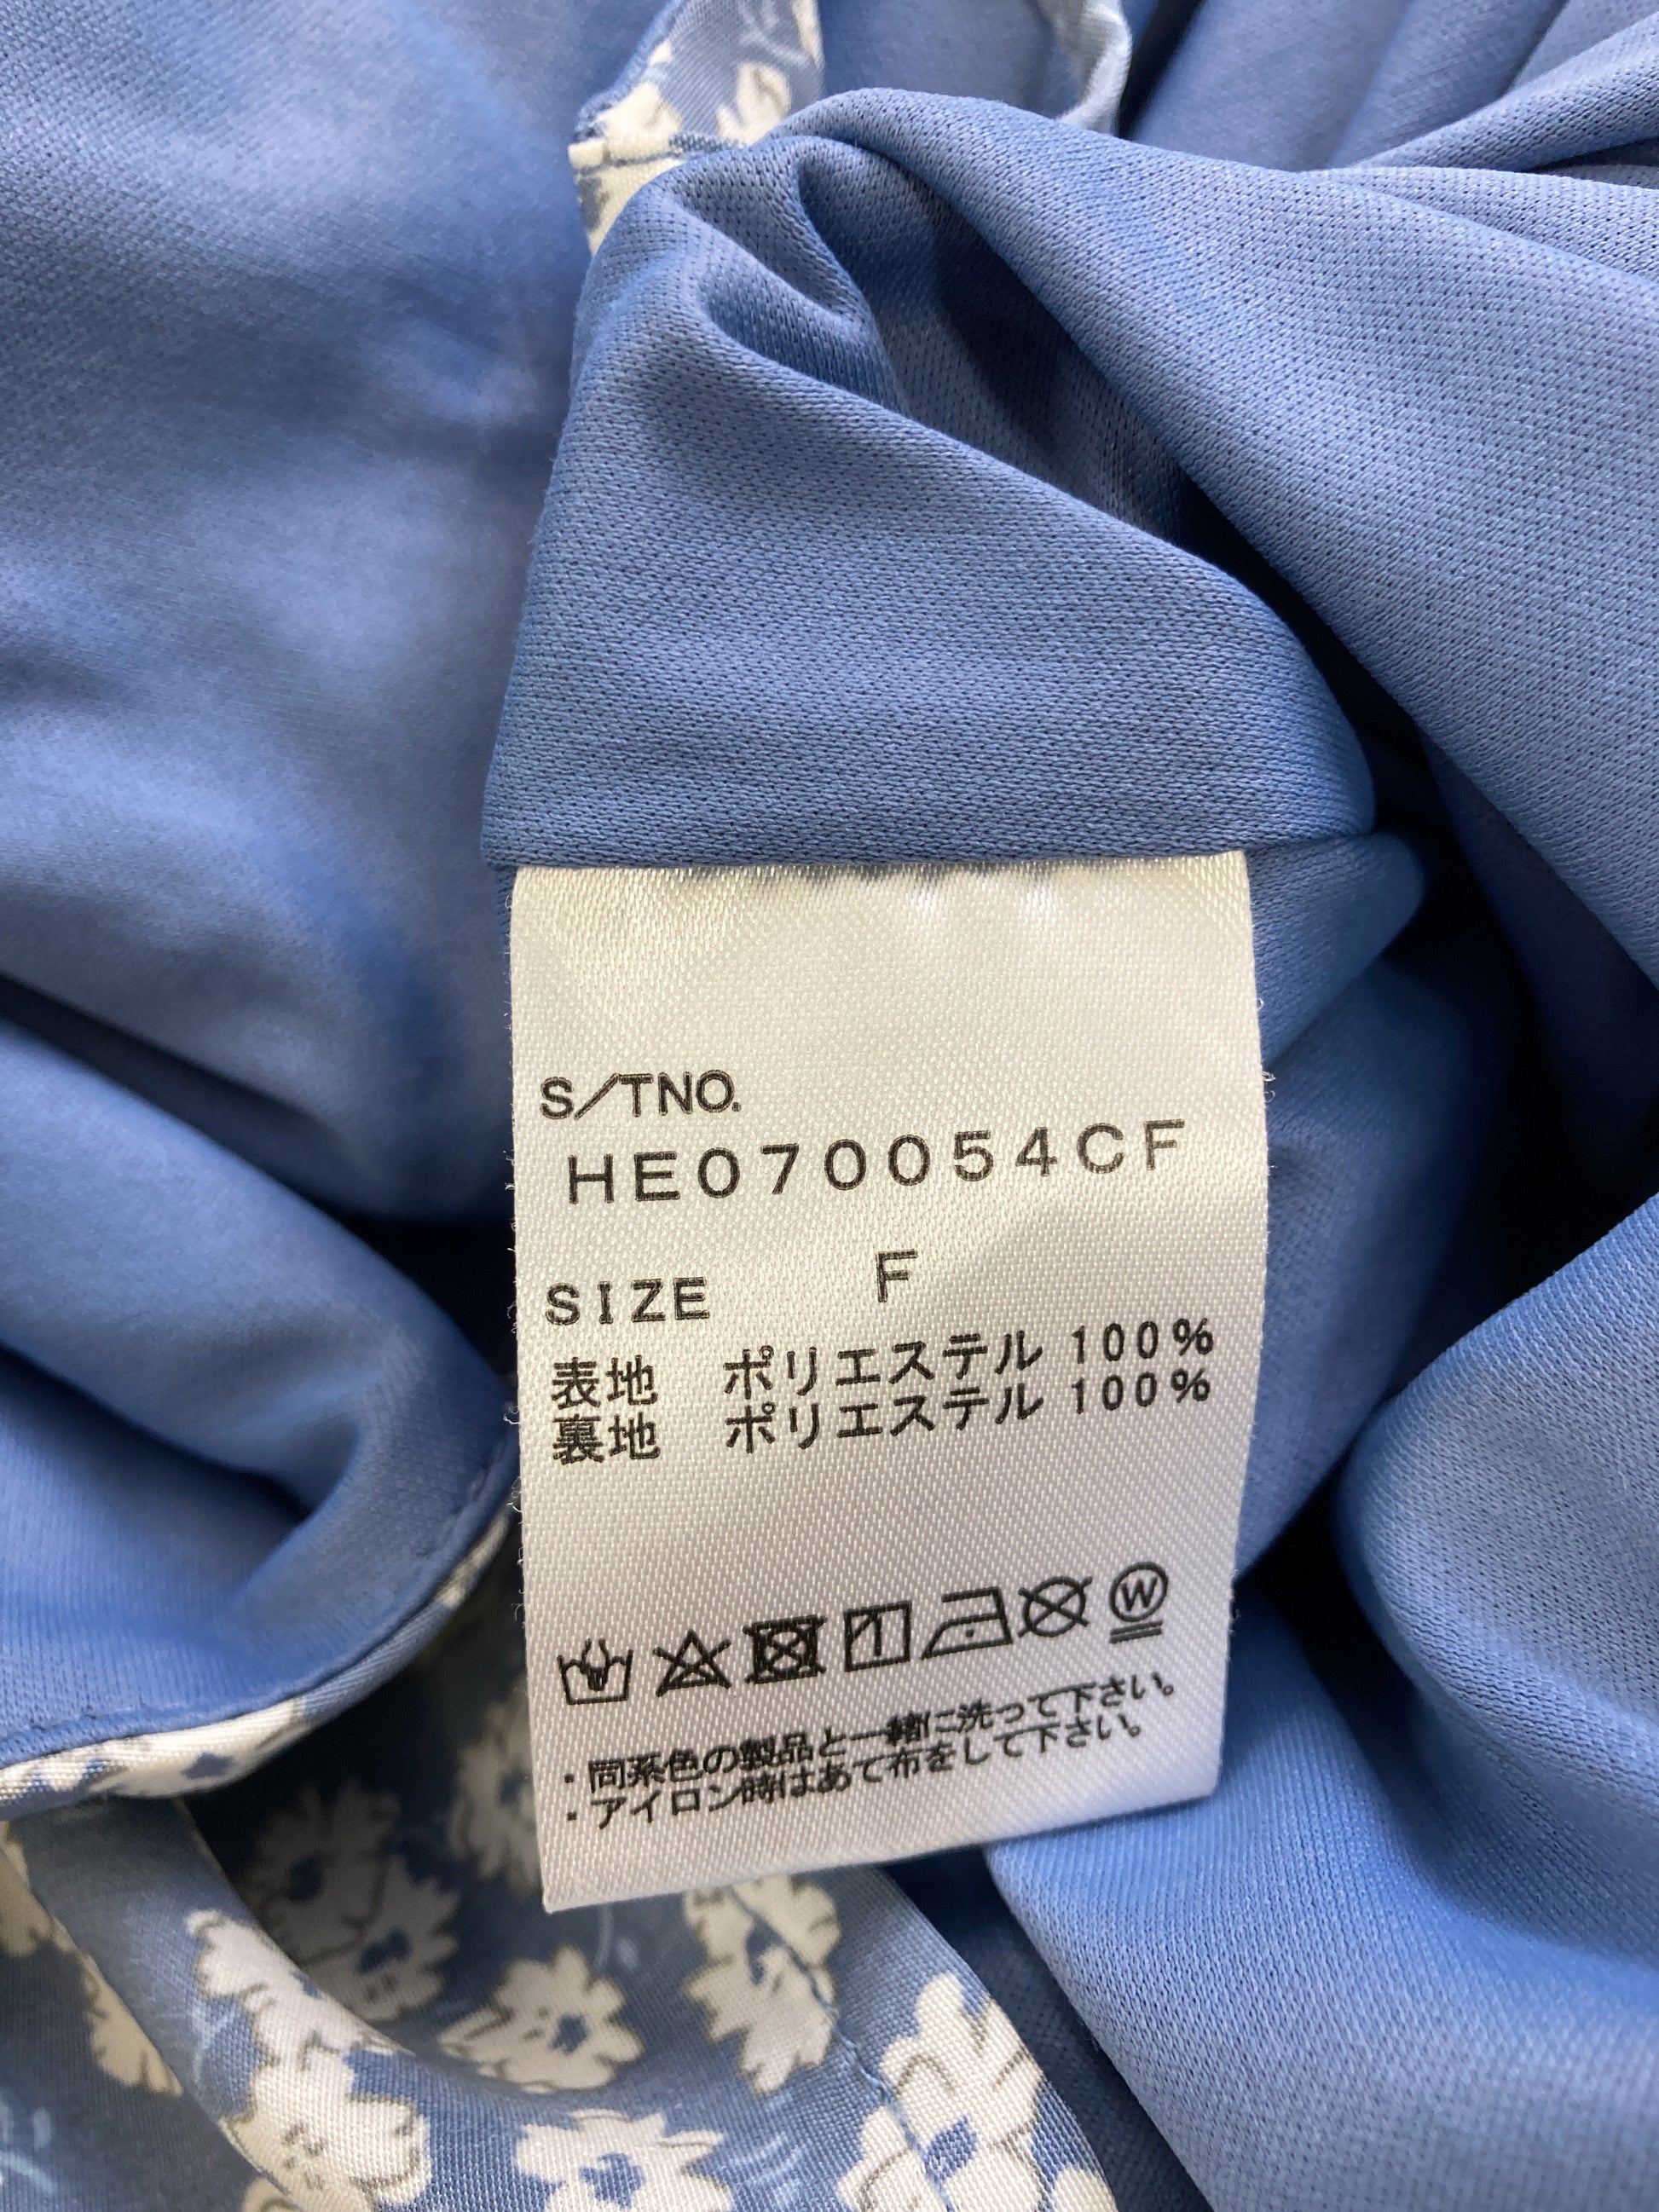 S/TNO.
HE070054CF
SIZE F
表地 ポリエステル 100%
裏地 ポリエステル 100%
W
・同系色の製品と一緒に洗って下さい。
・アイロン時はあて布をして下さい。